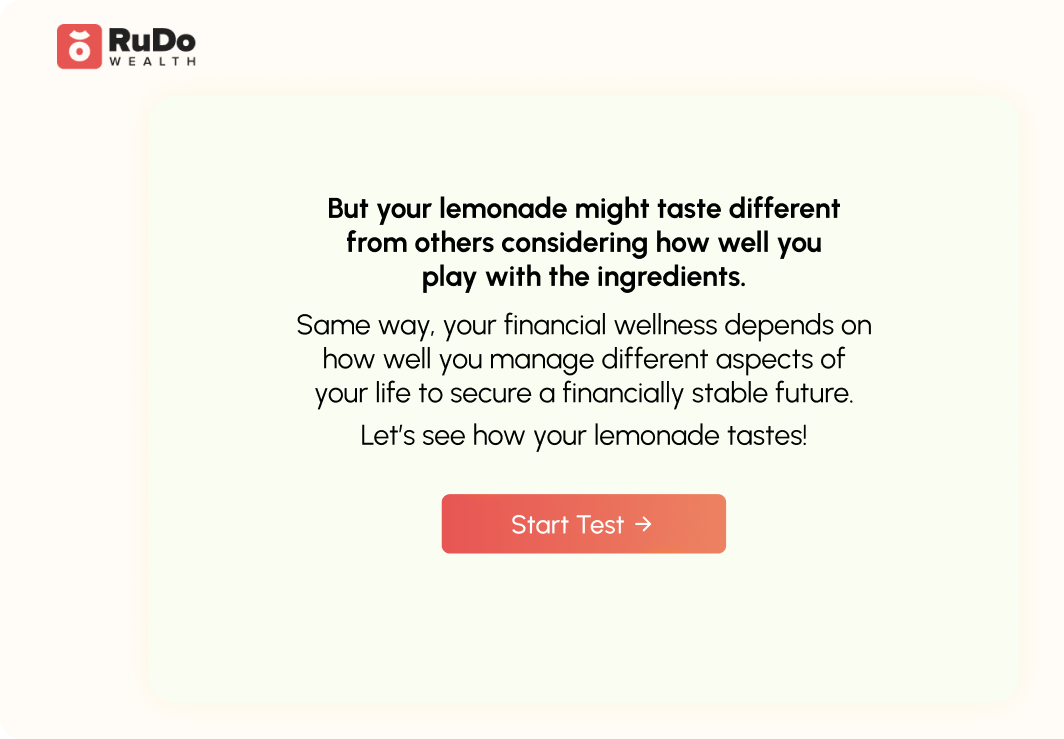 RuDo
WEALTH
But your lemonade might taste different
from others considering how well you
play with the ingredients.
Same way, your financial wellness depends on
how well you manage different aspects of
your life to secure a financially stable future.
Let's see how your lemonade tastes!
Start Test →